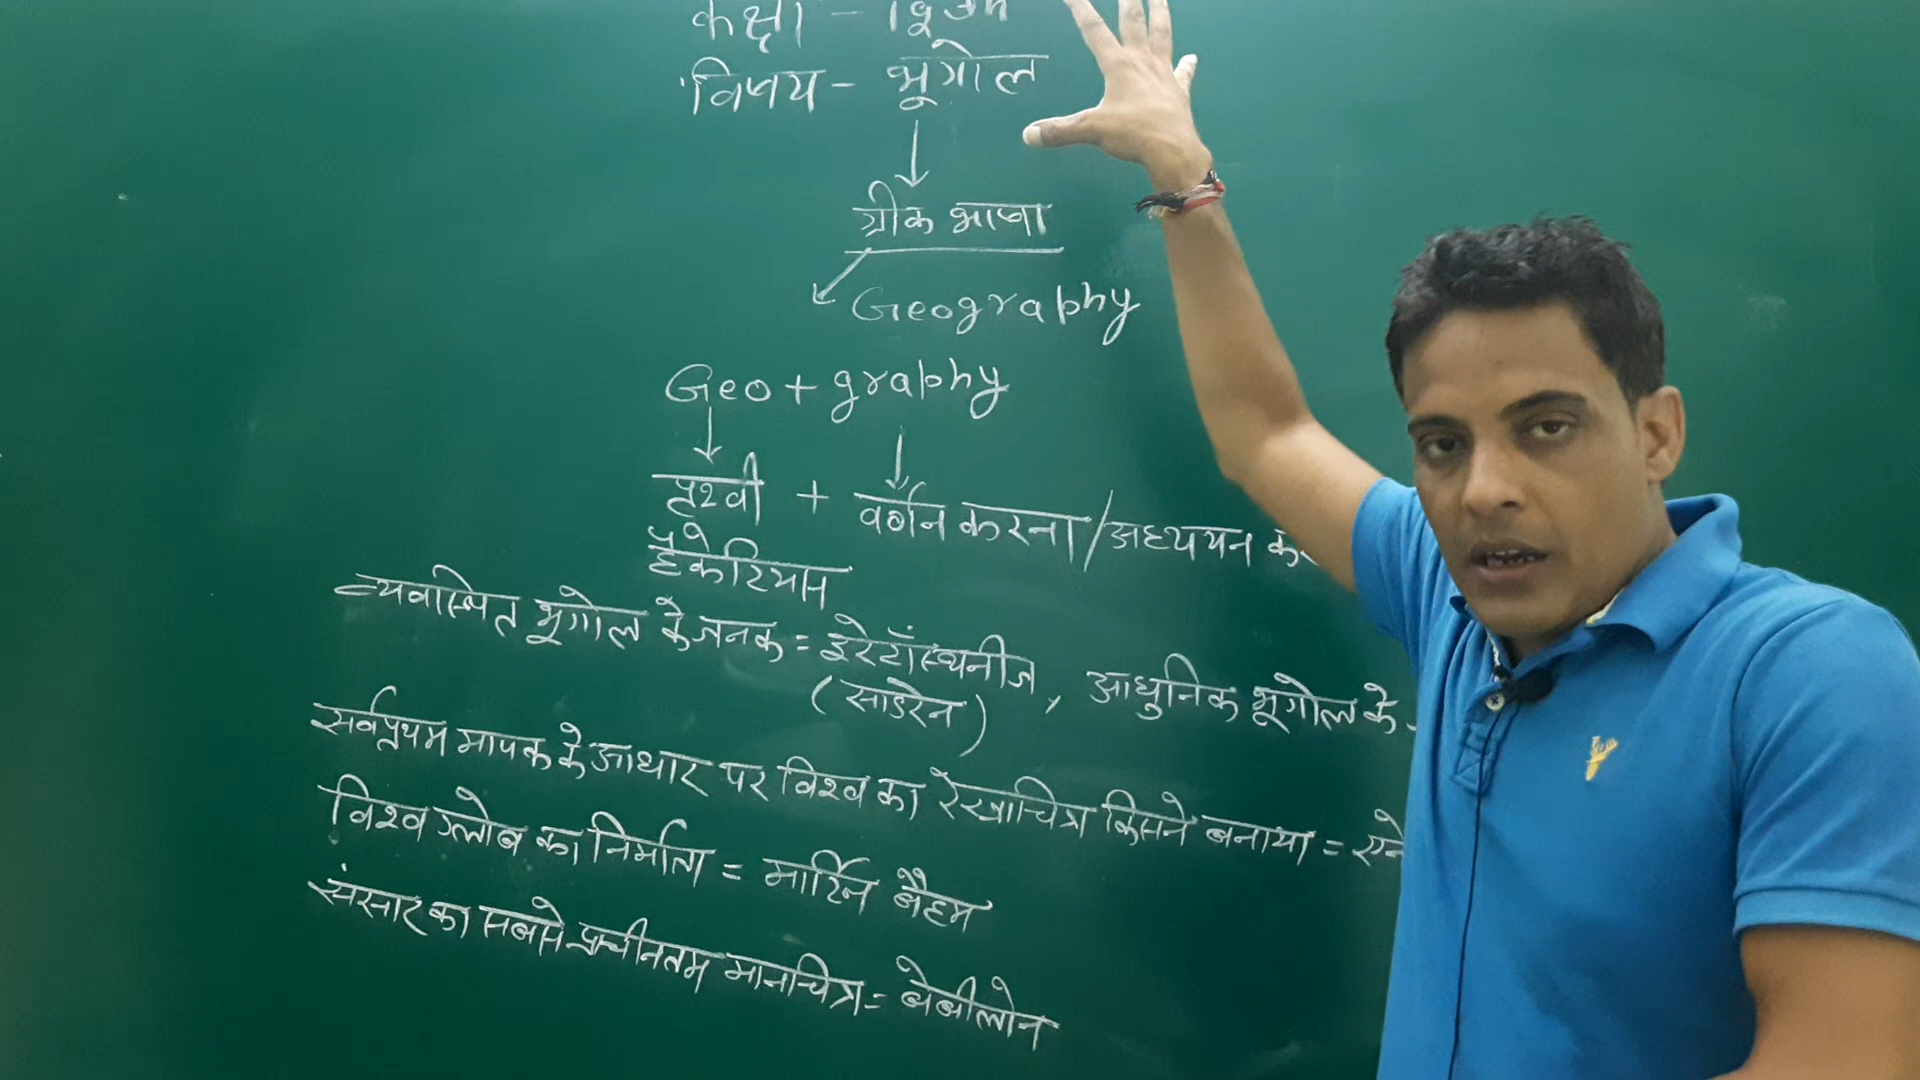 कक्षा -
विषय - भूगोल
ग्रीक भाषा
Geography
Geo + graphy
पृथ्वी + वर्णन करना / अध्ययन
हैकेटियस
व्यवस्थित भूगोल के जनक = इरेटॉस्थनीज, आधुनिक भूगोल के -
(साइरेन)
सर्वप्रथम मापक के आधार पर विश्व का रेखाचित्र किसने बनाया =
विश्व ग्लोब का निर्माता = मार्टिन बैहम
संसार का सबसे प्राचीनतम मानचित्र = बेबीलोन